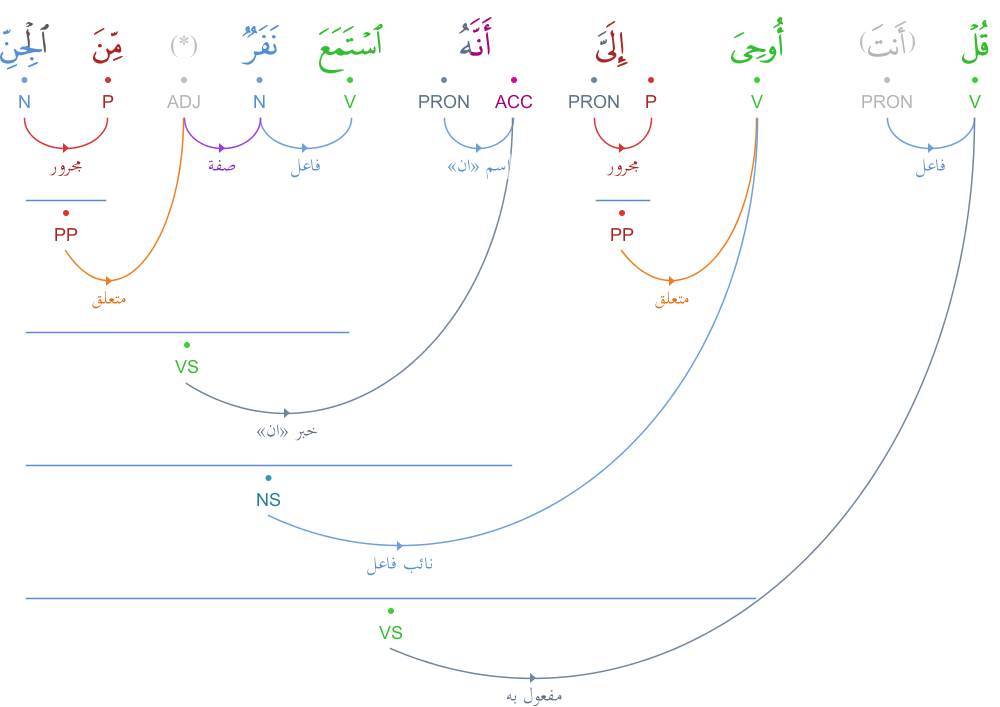 قُلْ (أَنتَ) أُوحِىَ إِلَىَّ أَنَّهُ ٱسْتَمَعَ نَفَرٌ (*) مِّنَ ٱلْجِنِّ
V PRON V P PRON ACC PRON V N ADJ P N
فاعل مجرور اسم «ان» فاعل صفة مجرور
PP PP
متعلق متعلق
VS
خبر «ان»
NS
نائب فاعل
VS
مفعول به